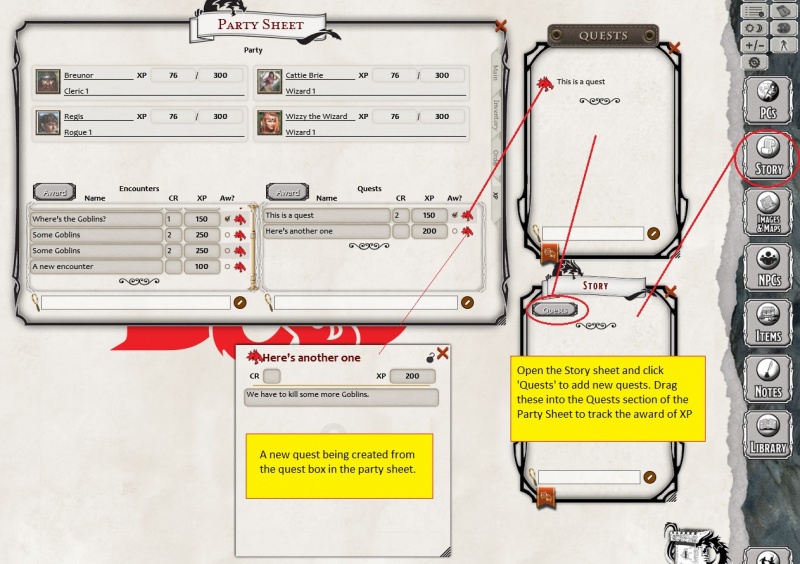 PARTY SHEET
Party
Breunor XP 76 / 300
Cleric 1
Cattie Brie XP 76 / 300
Wizard 1
Regis XP 76 / 300
Rogue 1
Wizzy the Wizard XP 76 / 300
Wizard 1
Main
Inventory
Order
XP
Award
Encounters
Name CR XP Aw?
Where's the Goblins? 1 150
Some Goblins 2 250
Some Goblins 2 250
A new encounter 100
Award
Quests
Name CR XP Aw?
This is a quest 2 150
Here's another one 200
QUESTS
This is a quest
STORY
Quests
Here's another one
CR XP 200
We have to kill some more Goblins.
A new quest being created from
the quest box in the party sheet.
Open the Story sheet and click
'Quests' to add new quests. Drag
these into the Quests section of the
Party Sheet to track the award of XP
+/-
PCS
STORY
IMAGES
& MAPS
NPCS
ITEMS
NOTES
LIBRARY